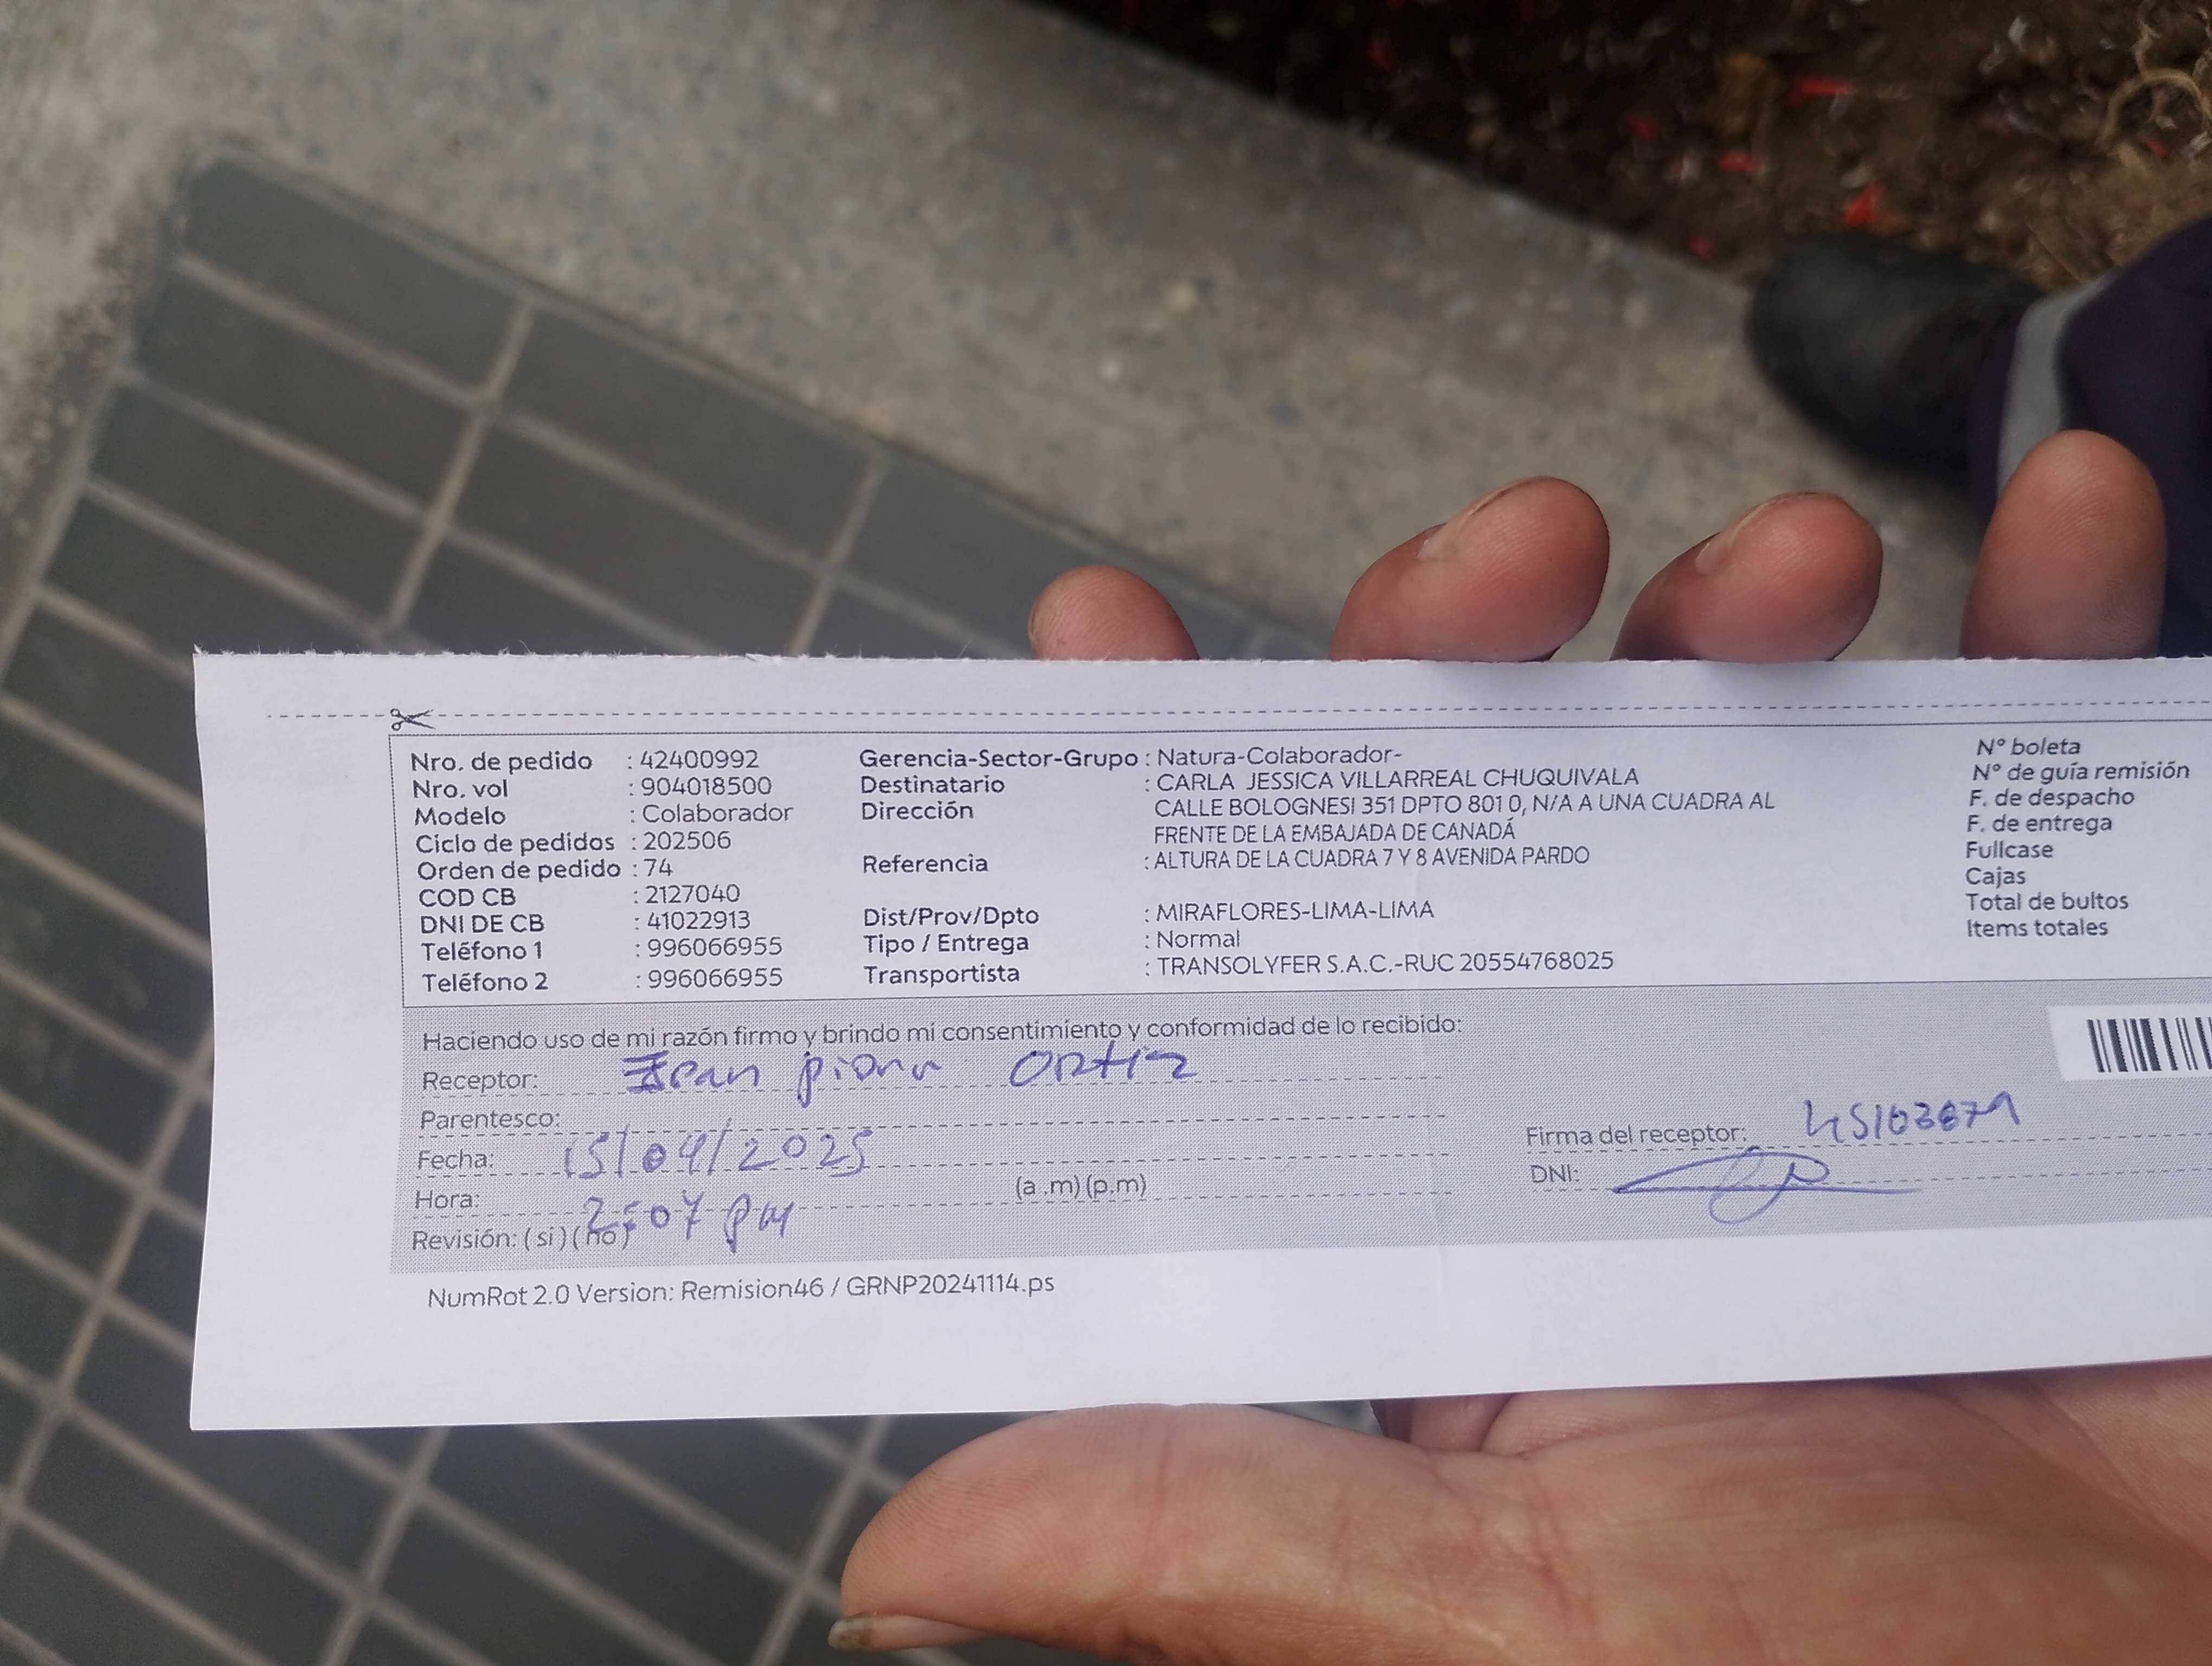 Nro. de pedido : 42400992 Gerencia-Sector-Grupo : Natura-Colaborador- N° boleta
Nro. vol : 904018500 Destinatario : CARLA JESSICA VILLARREAL CHUQUIVALA N° de guía remisión
Modelo : Colaborador Dirección CALLE BOLOGNESI 351 DPTO 801 0, N/A A UNA CUADRA AL F. de despacho
Ciclo de pedidos : 202506 FRENTE DE LA EMBAJADA DE CANADÁ F. de entrega
Orden de pedido : 74 Referencia : ALTURA DE LA CUADRA 7 Y 8 AVENIDA PARDO Fullcase
COD CB : 2127040 Cajas
DNI DE CB : 41022913 Dist/Prov/Dpto : MIRAFLORES-LIMA-LIMA Total de bultos
Teléfono 1 : 996066955 Tipo / Entrega : Normal Items totales
Teléfono 2 : 996066955 Transportista : TRANSOLYFER S.A.C.-RUC 20554768025
Haciendo uso de mi razón firmo y brindo mi consentimiento y conformidad de lo recibido:
Receptor: Ortiz
Parentesco:
Fecha: 15/04/2025 Firma del receptor:
Hora: 2:07 pm (a .m) (p.m) DNI:
Revisión: ( si ) ( no )
NumRot 2.0 Version: Remision46 / GRNP20241114.ps